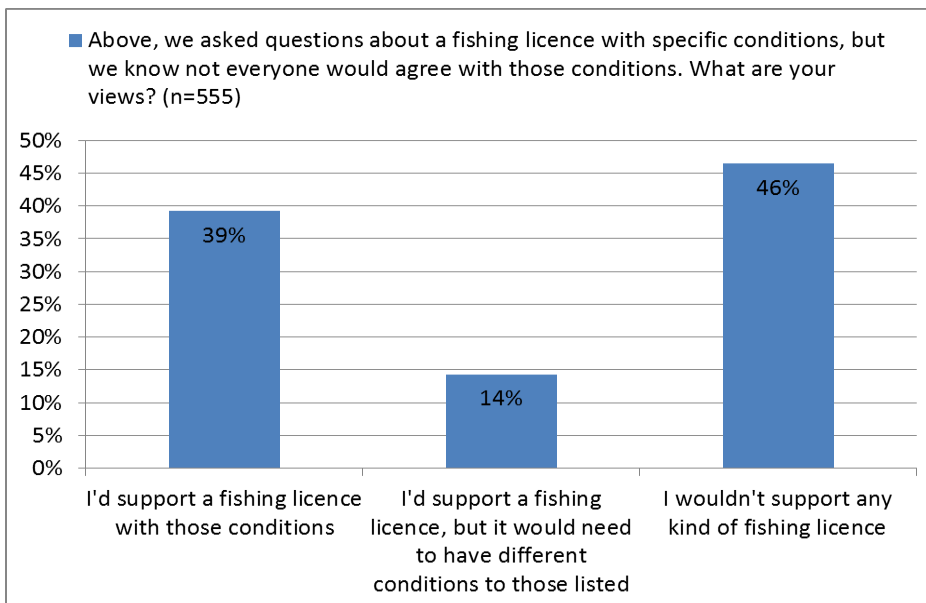 Above, we asked questions about a fishing licence with specific conditions, but
we know not everyone would agree with those conditions. What are your
views? (n=555)
50%
45%
40%
35%
30%
25%
20%
15%
10%
5%
0%
39%
14%
46%
I'd support a fishing licence
with those conditions
I'd support a fishing
licence, but it would need
to have different
conditions to those listed
I wouldn't support any
kind of fishing licence